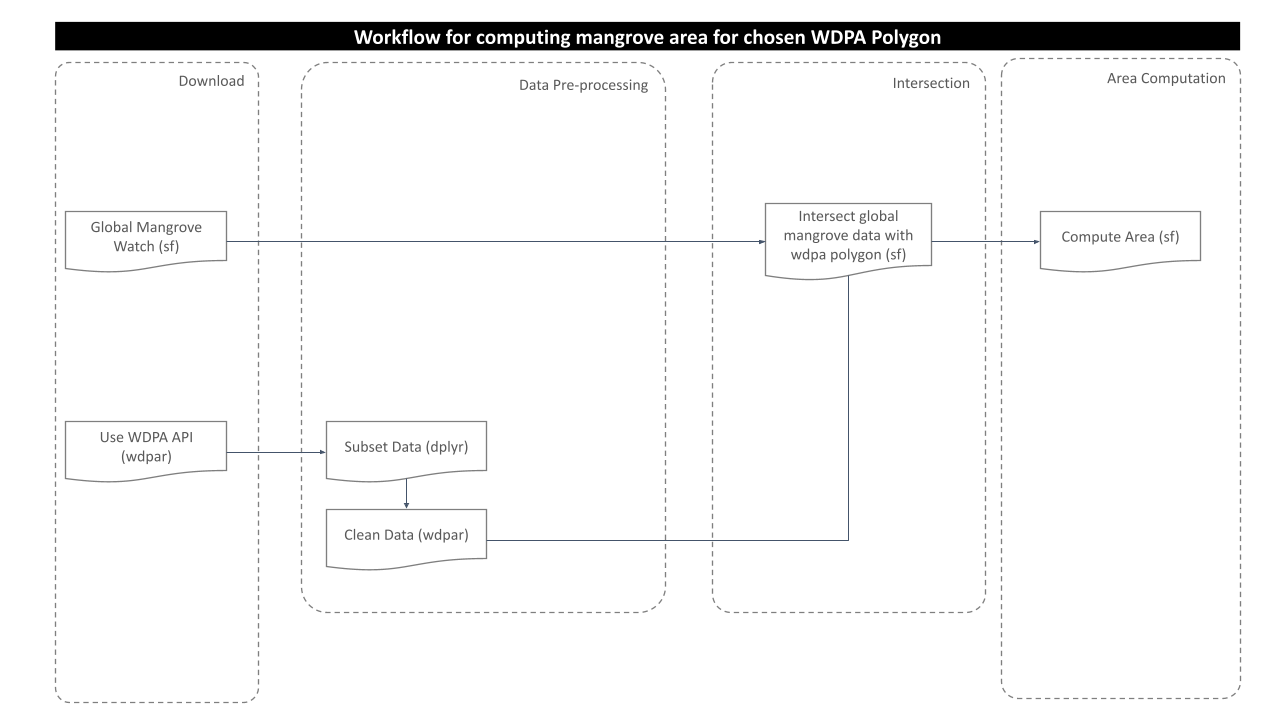 Workflow for computing mangrove area for chosen WDPA Polygon
Download
Data Pre-processing
Intersection
Area Computation
Global Mangrove
Watch (sf)
Intersect global
mangrove data with
wdpa polygon (sf)
Compute Area (sf)
Use WDPA API
(wdpar)
Subset Data (dplyr)
Clean Data (wdpar)